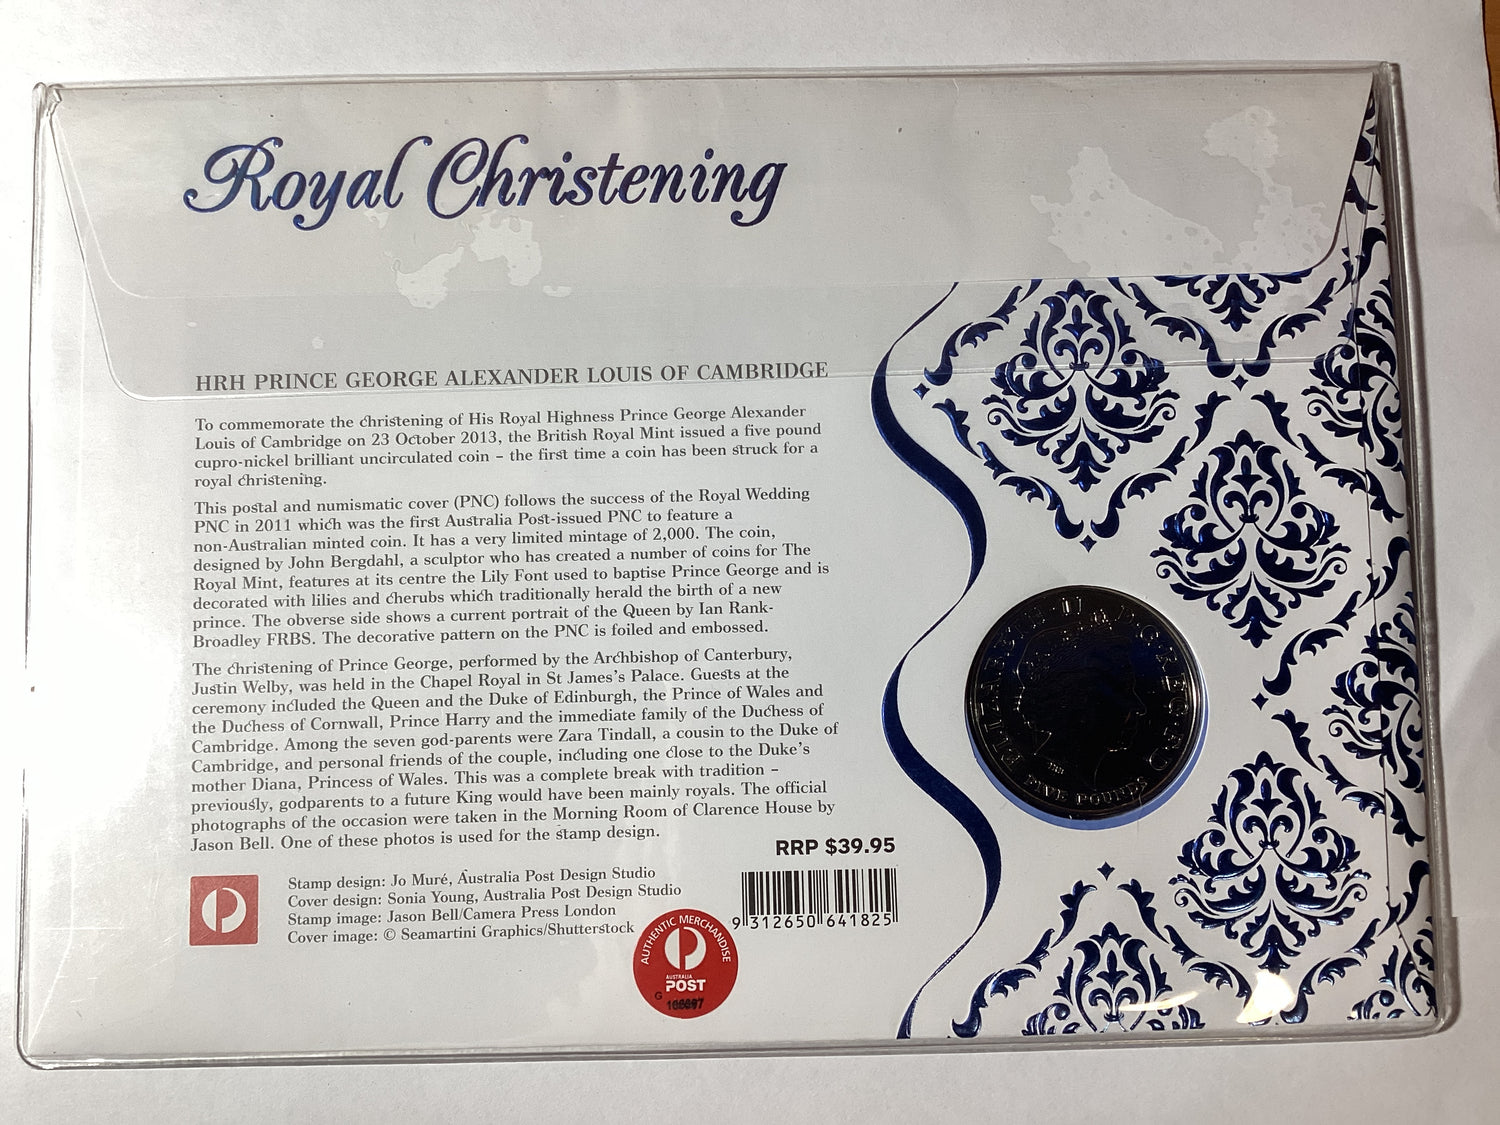 Royal Christening
HRH PRINCE GEORGE ALEXANDER LOUIS OF CAMBRIDGE
To commemorate the christening of His Royal Highness Prince George Alexander
Louis of Cambridge on 23 October 2013, the British Royal Mint issued a five pound
cupro-nickel brilliant uncirculated coin – the first time a coin has been struck for a
royal christening.
This postal and numismatic cover (PNC) follows the success of the Royal Wedding
PNC in 2011 which was the first Australia Post-issued PNC to feature a
non-Australian minted coin. It has a very limited mintage of 2,000. The coin,
designed by John Bergdahl, a sculptor who has created a number of coins for The
Royal Mint, features at its centre the Lily Font used to baptise Prince George and is
decorated with lilies and cherubs which traditionally herald the birth of a new
prince. The obverse side shows a current portrait of the Queen by Ian Rank-
Broadley FRBS. The decorative pattern on the PNC is foiled and embossed.
The christening of Prince George, performed by the Archbishop of Canterbury,
Justin Welby, was held in the Chapel Royal in St James's Palace. Guests at the
ceremony included the Queen and the Duke of Edinburgh, the Prince of Wales and
the Duchess of Cornwall, Prince Harry and the immediate family of the Duchess of
Cambridge. Among the seven god-parents were Zara Tindall, a cousin to the Duke of
Cambridge, and personal friends of the couple, including one close to the Duke's
mother Diana, Princess of Wales. This was a complete break with tradition –
previously, godparents to a future King would have been mainly royals. The official
photographs of the occasion were taken in the Morning Room of Clarence House by
Jason Bell. One of these photos is used for the stamp design.
RRP $39.95
9 312650 641825
Stamp design: Jo Muré, Australia Post Design Studio
Cover design: Sonia Young, Australia Post Design Studio
Stamp image: Jason Bell/Camera Press London
Cover image: © Seamartini Graphics/Shutterstock
AUTHENTIC MERCHANDISE
AUSTRALIA
POST
G
ELIZABETH II D G REG F D
FIVE POUNDS